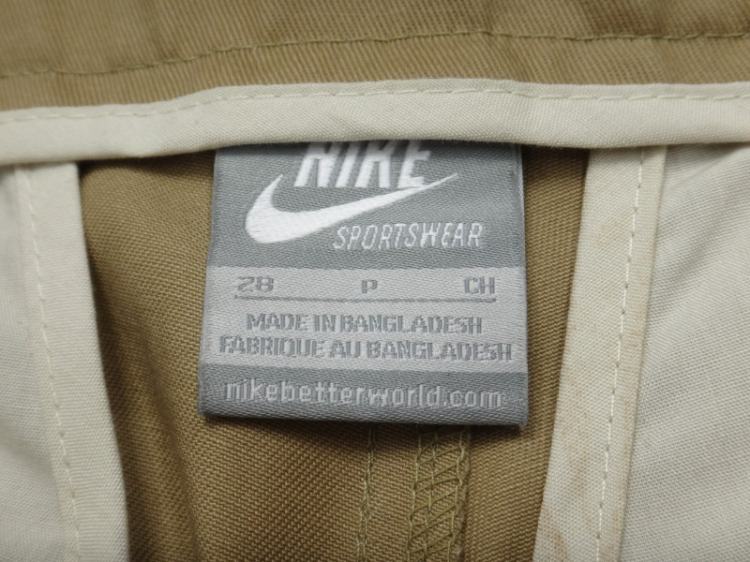 NIKE
SPORTSWEAR
28 P CH
MADE IN BANGLADESH
FABRIQUE AU BANGLADESH
nikebetterworld.com